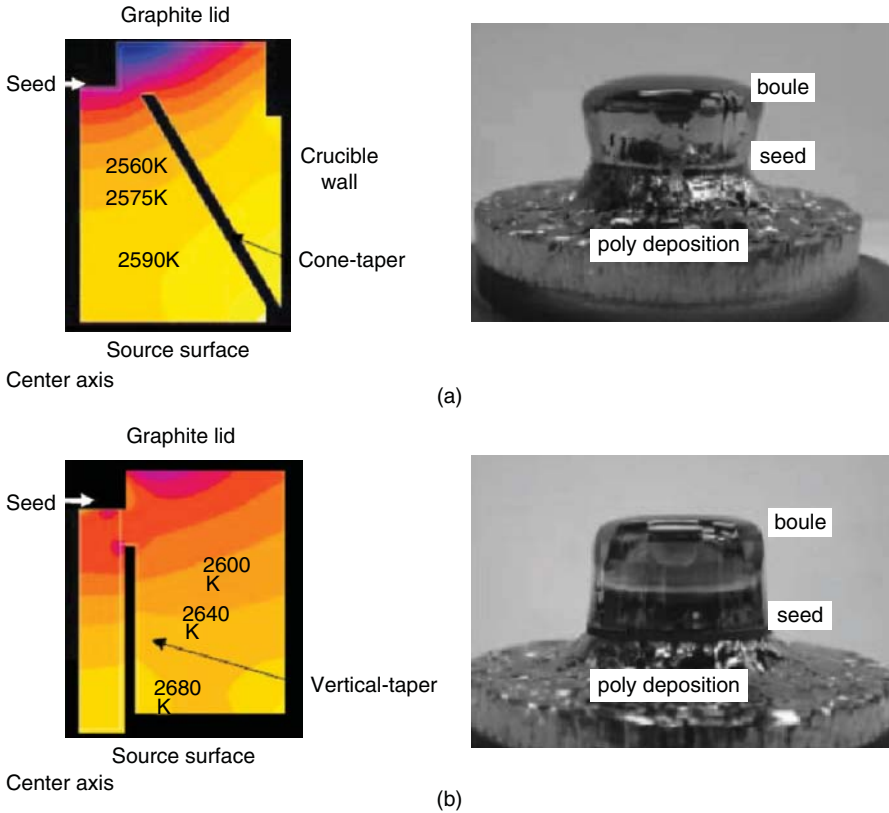 Graphite lid
Seed
boule
2560K
Crucible
wall
seed
2575K
poly deposition
2590K
Cone-taper
Source surface
Center axis
(a)
Graphite lid
Seed
boule
2600
K
2640
K
seed
2680
K
Vertical-taper
poly deposition
Source surface
Center axis
(b)